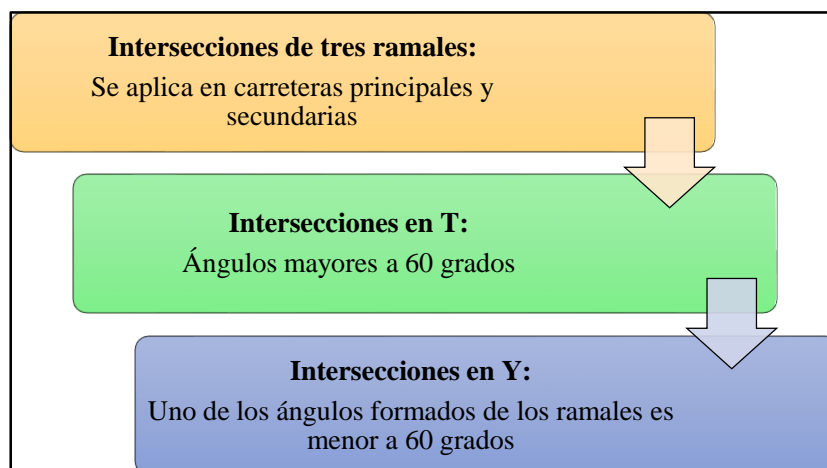 Intersecciones de tres ramales:
Se aplica en carreteras principales y
secundarias
Intersecciones en T:
Ángulos mayores a 60 grados
Intersecciones en Y:
Uno de los ángulos formados de los ramales es
menor a 60 grados